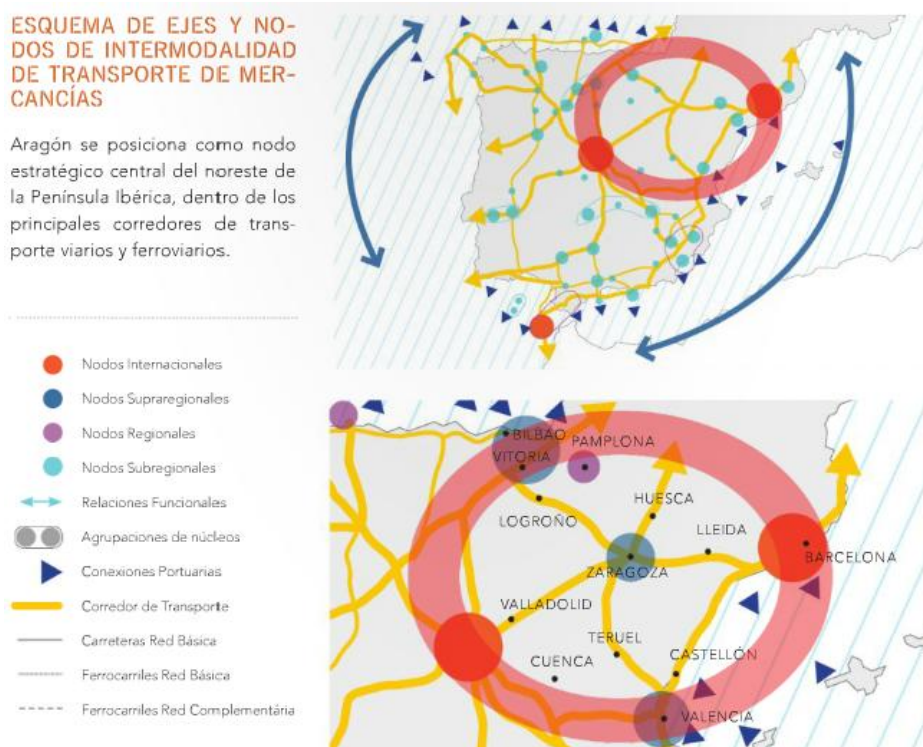 ESQUEMA DE EJES Y NO-
DOS DE INTERMODALIDAD
DE TRANSPORTE DE MER-
CANCÍAS
Aragón se posiciona como nodo
estratégico central del noreste de
la Península Ibérica, dentro de los
principales corredores de trans-
porte viarios y ferroviarios.
Nodos Internacionales
Nodos Supraregionales
Nodos Regionales
Nodos Subregionales
Relaciones Funcionales
Agrupaciones de núcleos
Conexiones Portuarias
Corredor de Transporte
Carreteras Red Básica
Ferrocarriles Red Básica
Ferrocarriles Red Complementária
BILBAO
VITORIA
PAMPLONA
LOGROÑO
HUESCA
LLEIDA
BARCELONA
ZARAGOZA
VALLADOLID
TERUEL
CUENCA
CASTELLÓN
VALENCIA